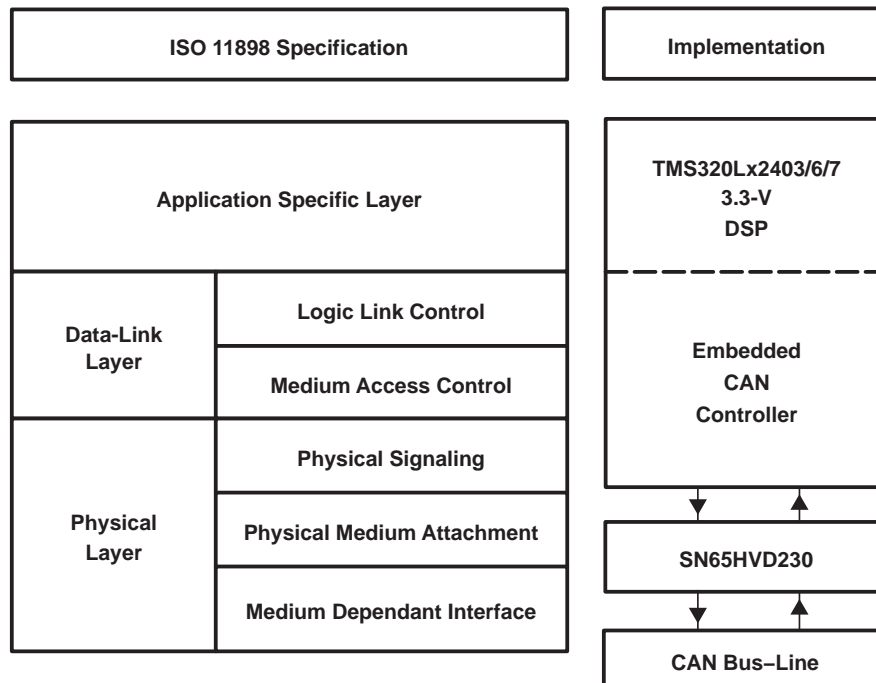 ISO 11898 Specification
Implementation
Application Specific Layer
TMS320Lx2403/6/7
3.3-V
DSP
Data-Link
Layer
Logic Link Control
Medium Access Control
Embedded
CAN
Controller
Physical
Layer
Physical Signaling
Physical Medium Attachment
Medium Dependant Interface
SN65HVD230
CAN Bus–Line